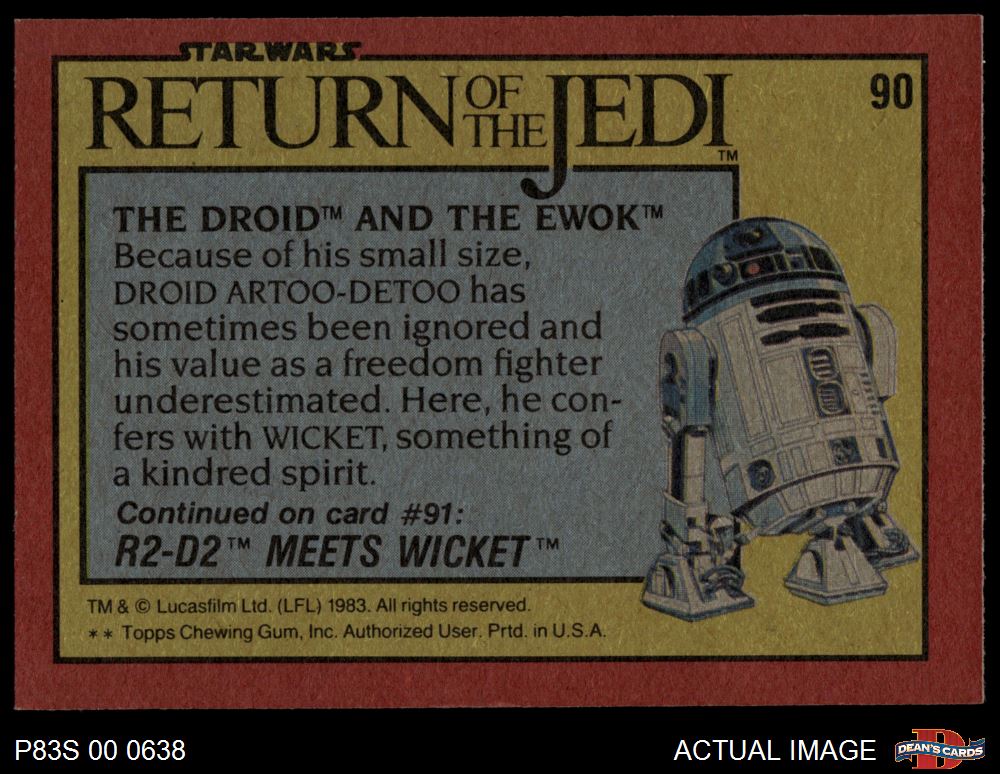 STAR WARS
RETURN OF THE JEDI™
90
THE DROID™ AND THE EWOK™
Because of his small size,
DROID ARTOO-DETOO has
sometimes been ignored and
his value as a freedom fighter
underestimated. Here, he con-
fers with WICKET, something of
a kindred spirit.
Continued on card #91:
R2-D2™ MEETS WICKET™
TM & © Lucasfilm Ltd. (LFL) 1983. All rights reserved.
** Topps Chewing Gum, Inc. Authorized User. Prtd. in U.S.A.
P83S 00 0638
ACTUAL IMAGE
D
DEAN'S CARDS